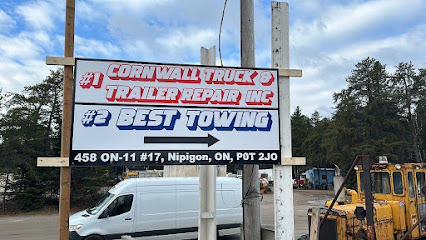 #1 CORNWALL TRUCK &
TRAILER REPAIR INC
#2 BEST TOWING
458 ON-11 #17, Nipigon, ON, P0T 2J0